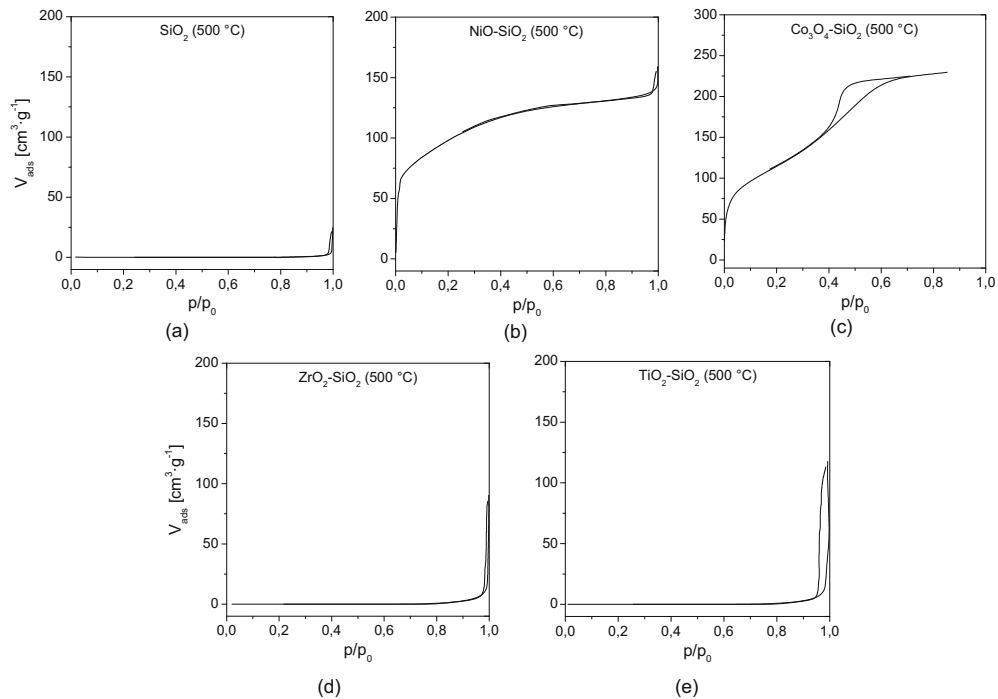 SiO2 (500 °C)
200
150
100
50
0
Vads [cm3·g-1]
0,0 0,2 0,4 0,6 0,8 1,0
p/p0
(a)
NiO-SiO2 (500 °C)
200
150
100
50
0
0,0 0,2 0,4 0,6 0,8 1,0
p/p0
(b)
Co3O4-SiO2 (500 °C)
300
250
200
150
100
50
0
0,0 0,2 0,4 0,6 0,8 1,0
p/p0
(c)
ZrO2-SiO2 (500 °C)
200
150
100
50
0
Vads [cm3·g-1]
0,0 0,2 0,4 0,6 0,8 1,0
p/p0
(d)
TiO2-SiO2 (500 °C)
200
150
100
50
0
0,0 0,2 0,4 0,6 0,8 1,0
p/p0
(e)